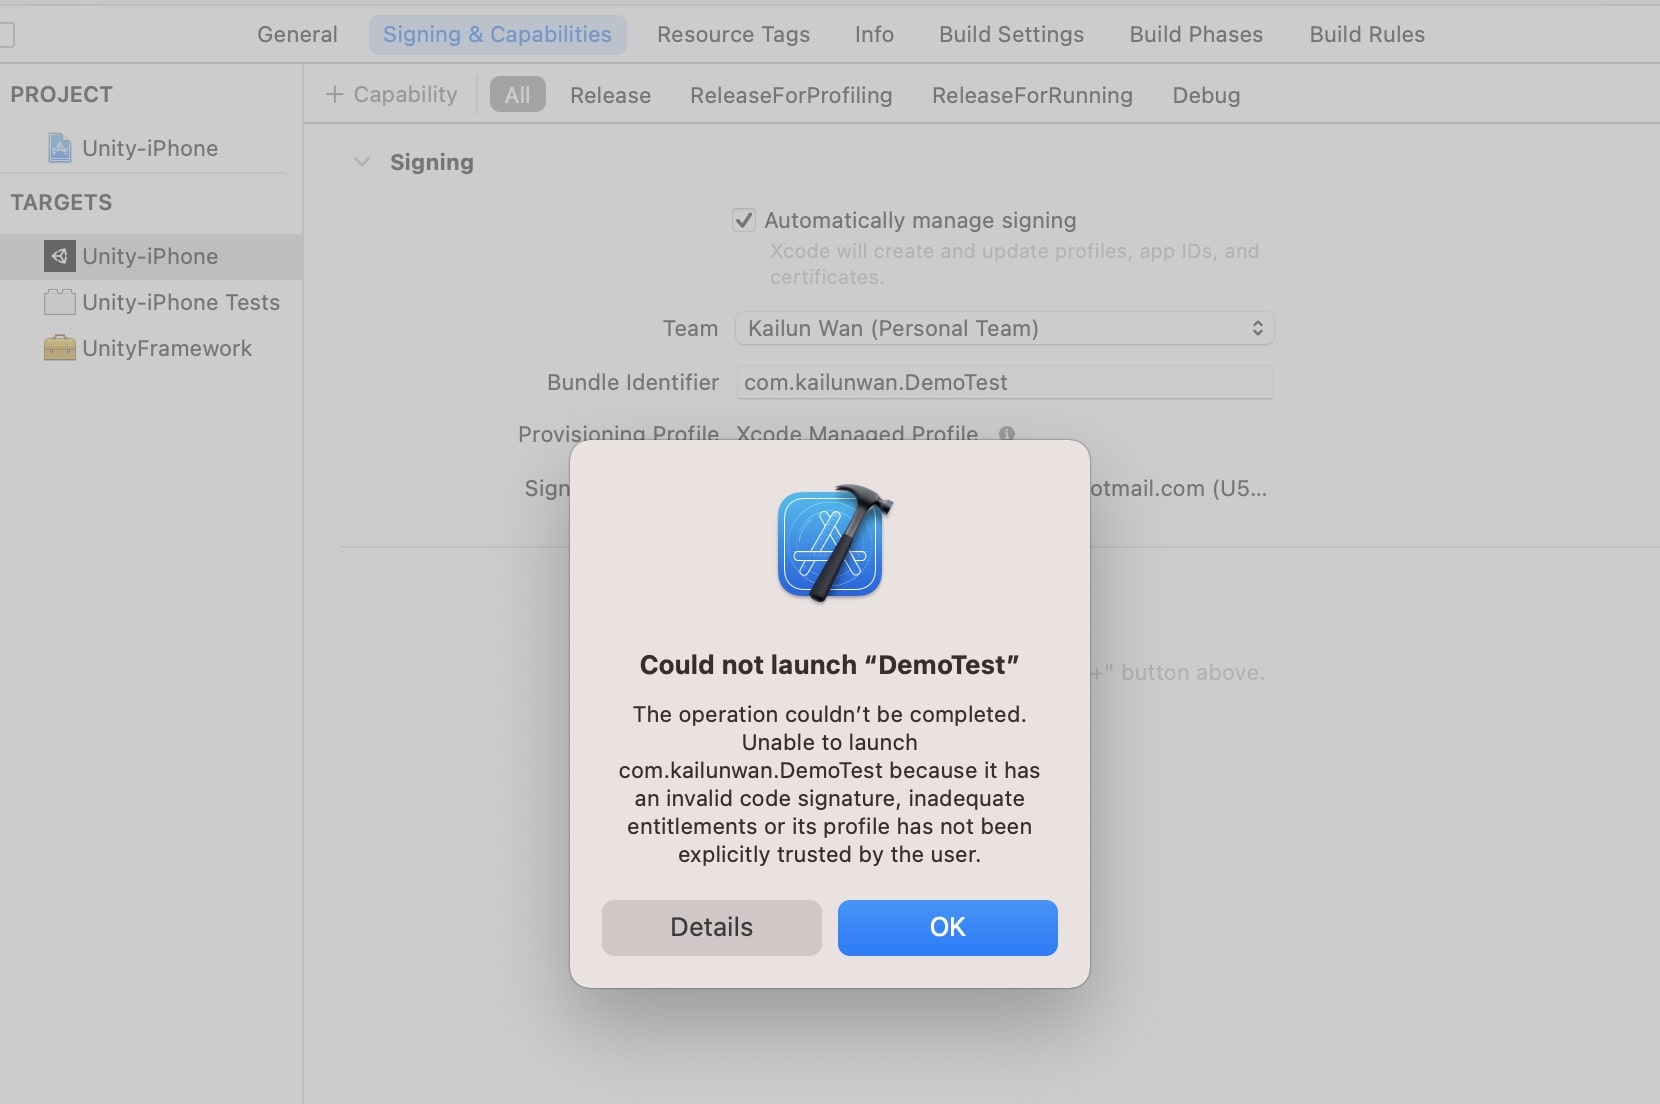 General Signing & Capabilities Resource Tags Info Build Settings Build Phases Build Rules
PROJECT
Unity-iPhone
TARGETS
Unity-iPhone
Unity-iPhone Tests
UnityFramework
+ Capability All Release ReleaseForProfiling ReleaseForRunning Debug
Signing
Automatically manage signing
Xcode will create and update profiles, app IDs, and
certificates.
Team Kailun Wan (Personal Team)
Bundle Identifier com.kailunwan.DemoTest
Provisioning Profile Xcode Managed Profile
Sign
otmail.com (U5...
+" button above.
Could not launch “DemoTest”
The operation couldn’t be completed.
Unable to launch
com.kailunwan.DemoTest because it has
an invalid code signature, inadequate
entitlements or its profile has not been
explicitly trusted by the user.
Details OK